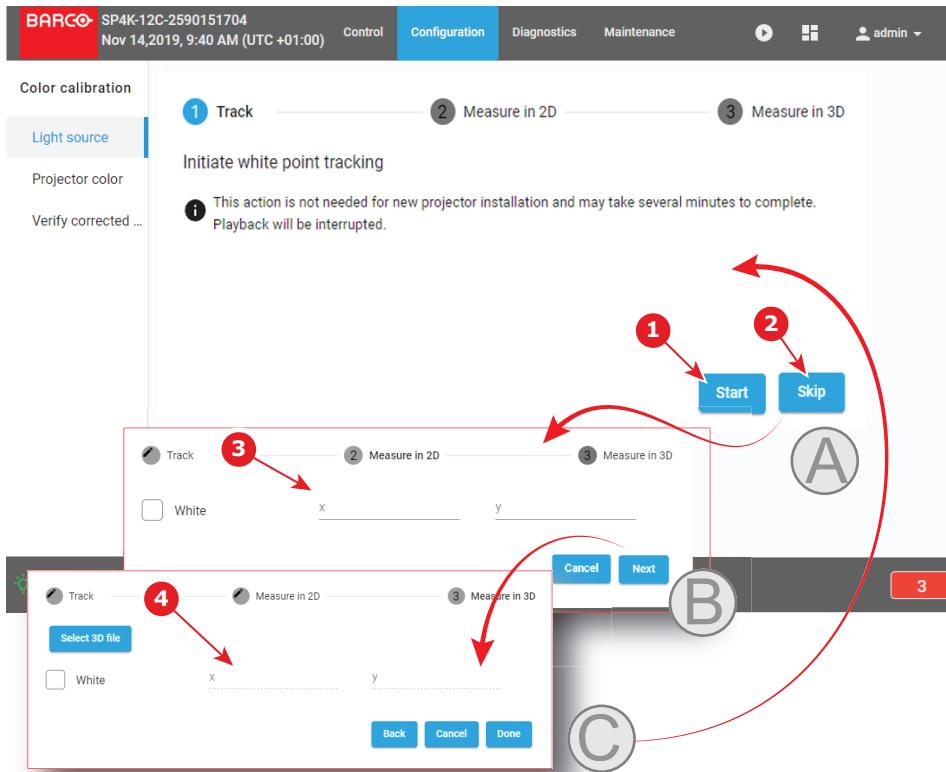 BARCO
SP4K-12C-2590151704
Nov 14,2019, 9:40 AM (UTC +01:00)
Control
Configuration
Diagnostics
Maintenance
admin
Color calibration
Light source
Projector color
Verify corrected ...
1 Track
2 Measure in 2D
3 Measure in 3D
Initiate white point tracking
This action is not needed for new projector installation and may take several minutes to complete.
Playback will be interrupted.
1
2
Start
Skip
A
Track
3
2 Measure in 2D
3 Measure in 3D
White
x
y
Cancel
Next
B
3
Track
4
Measure in 2D
3 Measure in 3D
Select 3D file
White
x
y
Back
Cancel
Done
C